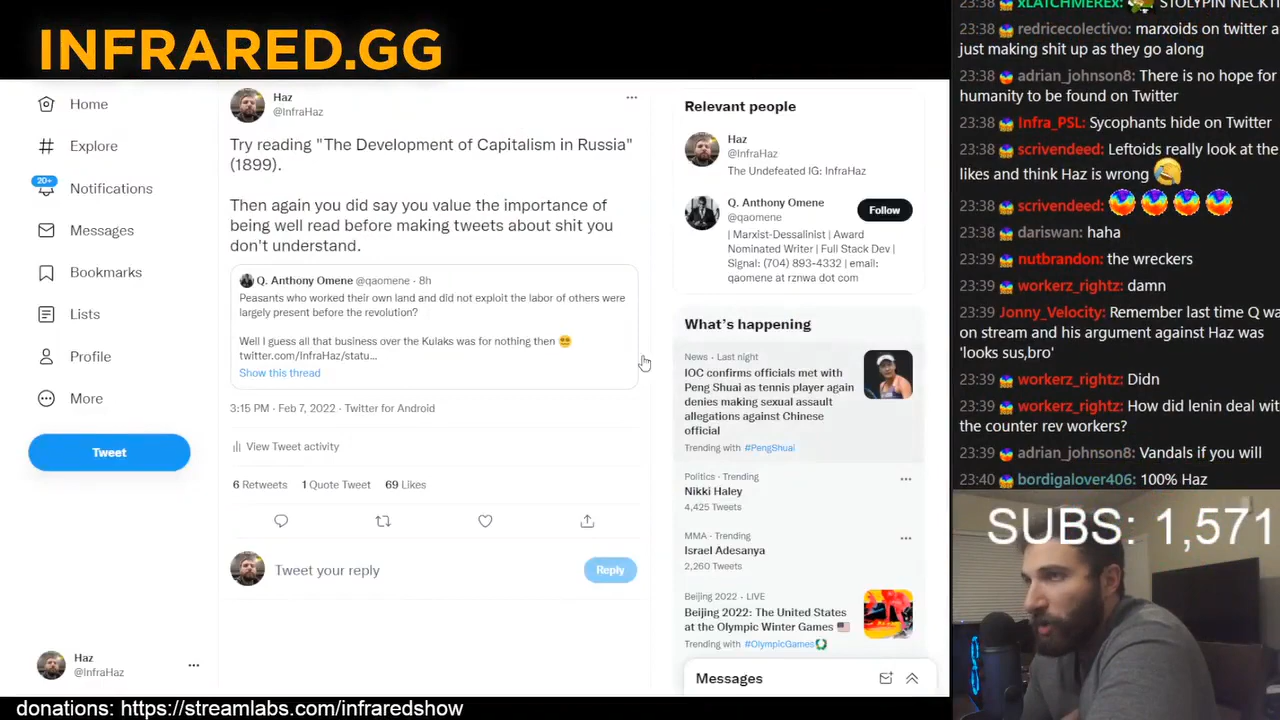 INFRARED.GG
Home
Explore
20+
Notifications
Messages
Bookmarks
Lists
Profile
More
Tweet
Haz
@InfraHaz
Haz
@InfraHaz
Try reading "The Development of Capitalism in Russia"
(1899).
Then again you did say you value the importance of
being well read before making tweets about shit you
don't understand.
Q. Anthony Omene @qaomene · 8h
Peasants who worked their own land and did not exploit the labor of others were
largely present before the revolution?
Well I guess all that business over the Kulaks was for nothing then
twitter.com/InfraHaz/statu...
Show this thread
3:15 PM · Feb 7, 2022 · Twitter for Android
View Tweet activity
6 Retweets 1 Quote Tweet 69 Likes
Tweet your reply
Reply
Relevant people
Haz
@InfraHaz
The Undefeated IG: InfraHaz
Q. Anthony Omene
@qaomene
Follow
| Marxist-Dessalinist | Award
Nominated Writer | Full Stack Dev |
Signal: (704) 893-4332 | email:
qaomene at rznwa dot com
What's happening
News · Last night
IOC confirms officials met with
Peng Shuai as tennis player again
denies making sexual assault
allegations against Chinese
official
Trending with #PengShuai
Politics · Trending
Nikki Haley
4,425 Tweets
MMA · Trending
Israel Adesanya
2,260 Tweets
Beijing 2022 · LIVE
Beijing 2022: The United States
at the Olympic Winter Games
Trending with #OlympicGames
Messages
23:38 xLATCHMEREx: STOLYPIN NECKTI
23:38 redricecolectivo: marxoids on twitter a
just making shit up as they go
along
23:38 adrian_johnson8: There is no hope for
humanity to be found on Twitter
23:38 Infra_PSL: Sycophants hide on Twitter
23:38 scrivendeed: Leftoids really look at the
likes and think Haz is wrong
23:38 scrivendeed:
23:38 dariswan: haha
23:39 nutbrandon: the wreckers
23:39 workerz_rightz: damn
23:39 Jonny_Velocity: Remember last time Q wa
on stream and his argument against Haz was
'looks sus,bro'
23:39 workerz_rightz: Didn
23:39 workerz_rightz: How did lenin deal wit
the counter rev workers?
23:39 adrian_johnson8: Vandals if you will
23:40 bordigalover406: 100% Haz
SUBS: 1,571
donations: https://streamlabs.com/infraredshow